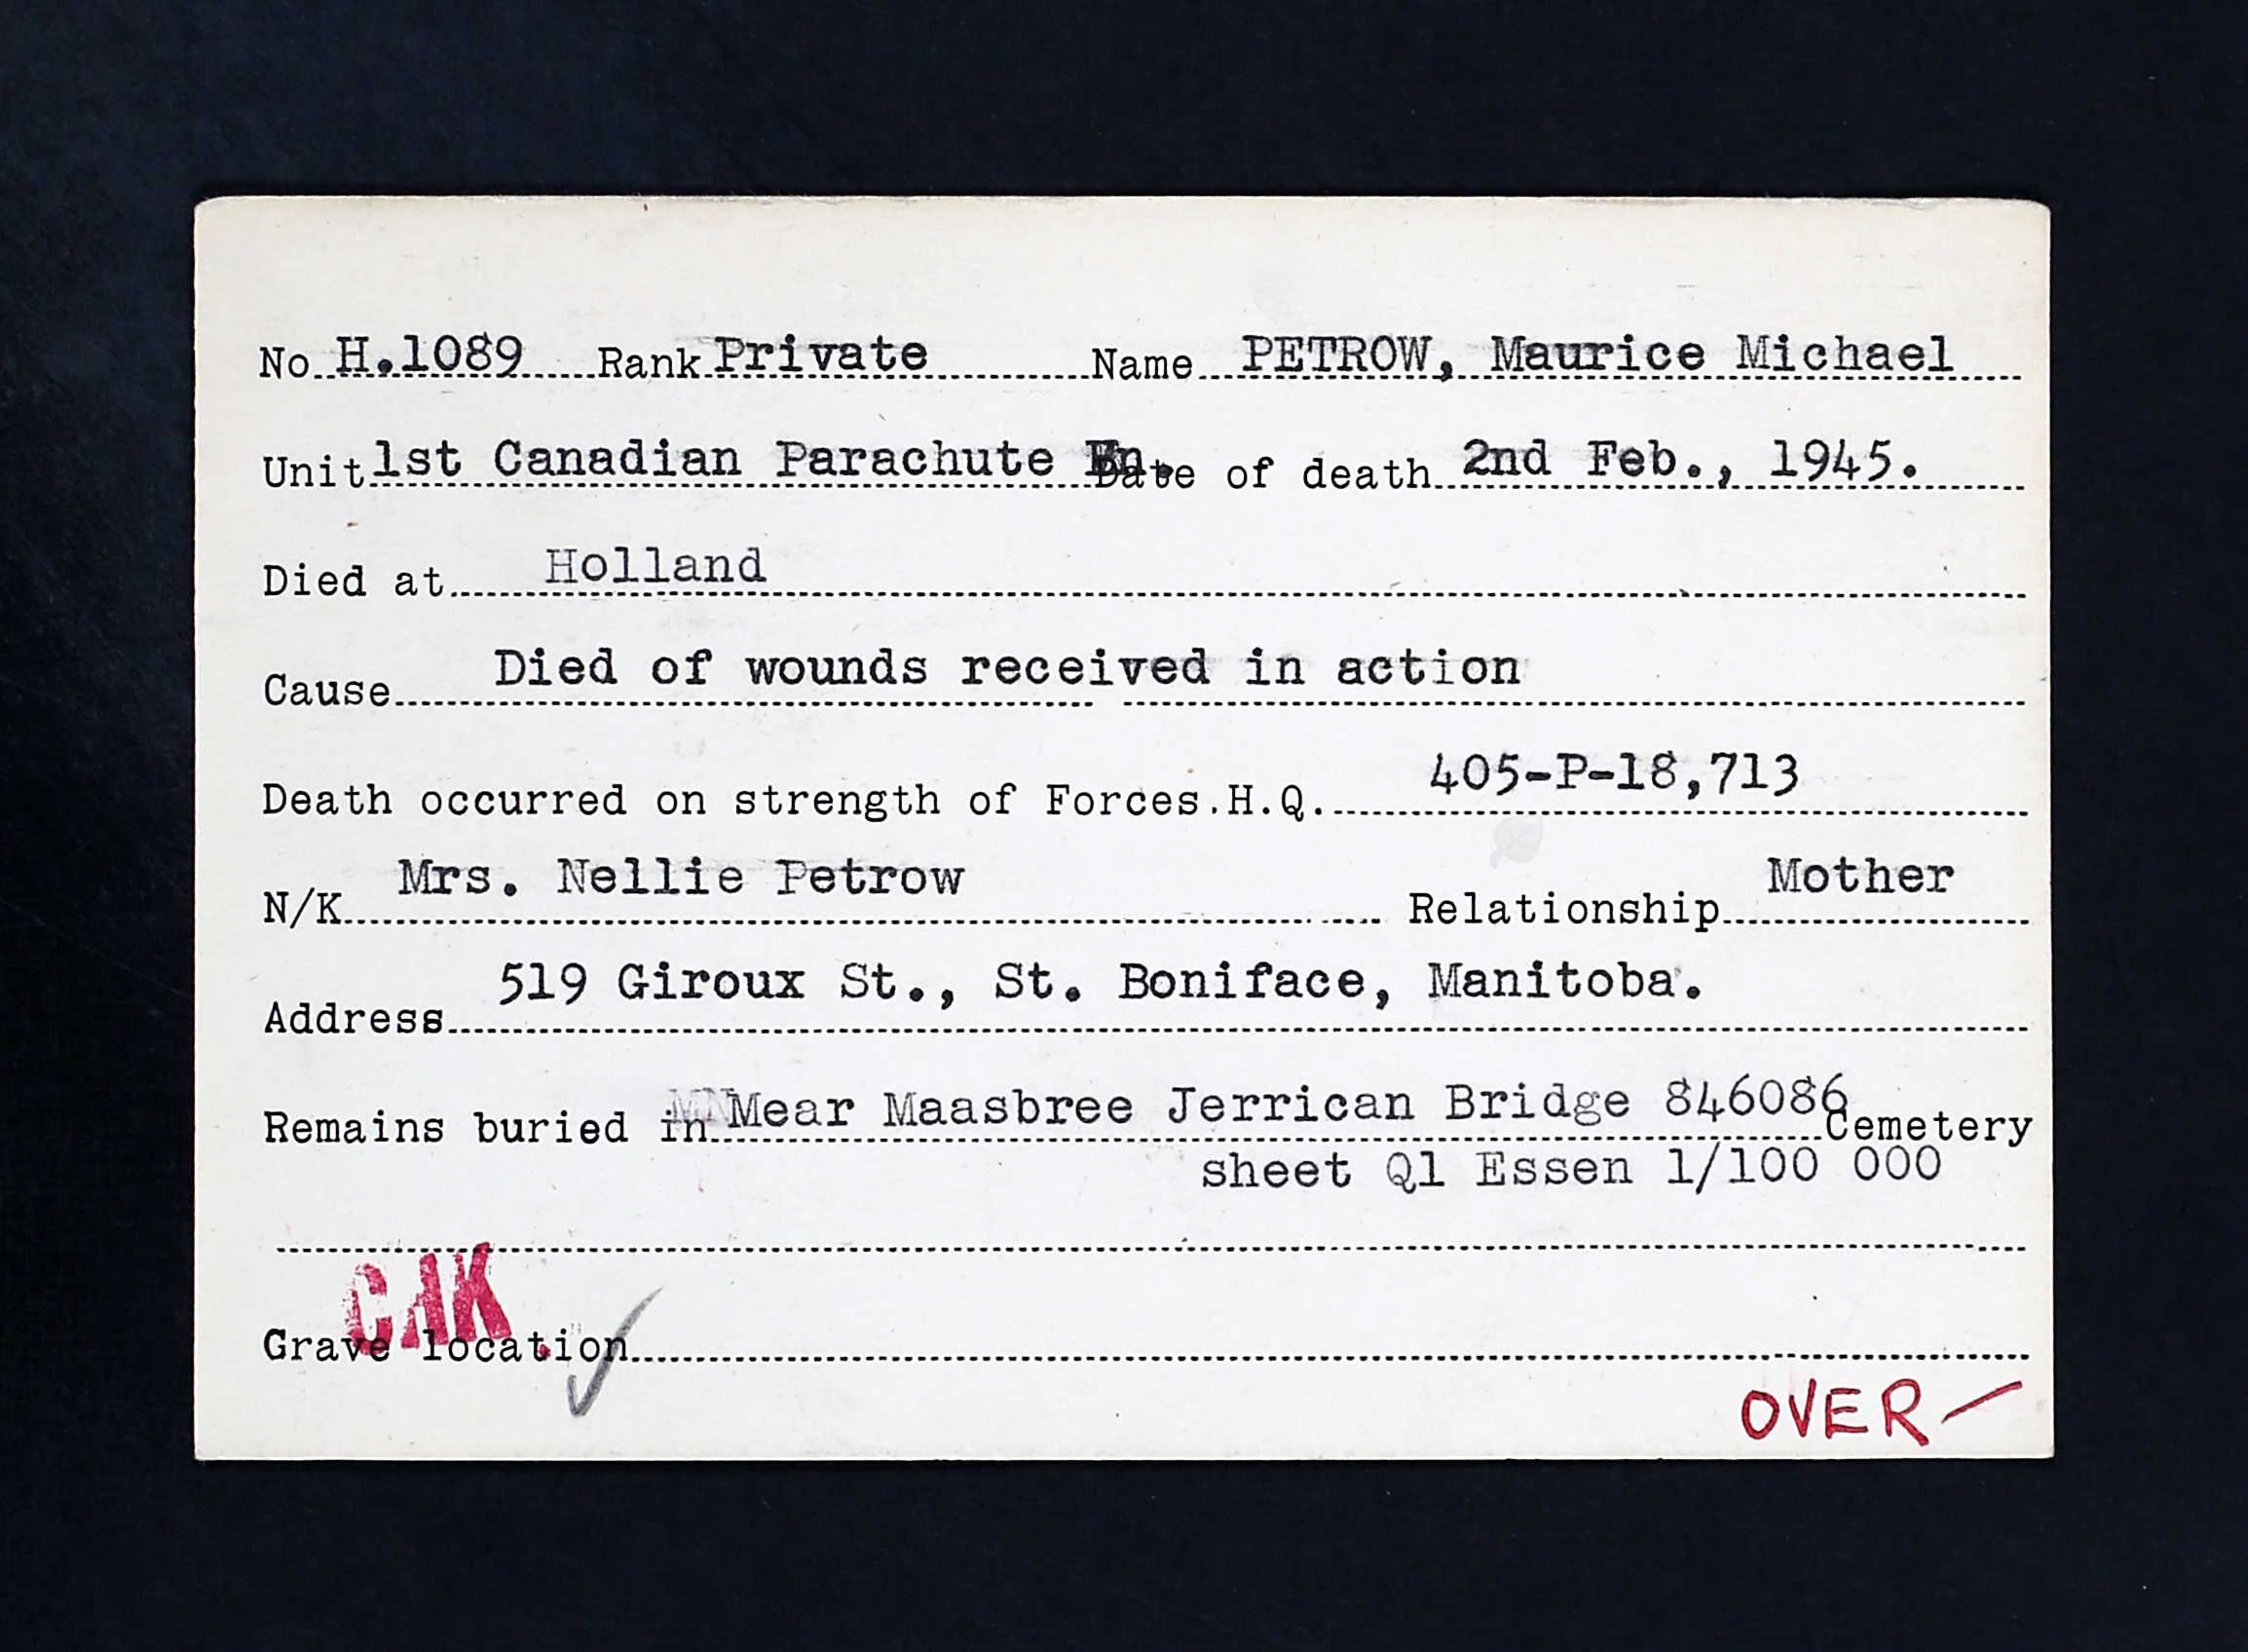 No H.1089 Rank Private Name PETROW, Maurice Michael
Unit 1st Canadian Parachute Bn. Date of death 2nd Feb., 1945.
Died at Holland
Cause Died of wounds received in action
Death occurred on strength of Forces.H.Q. 405-P-18,713
N/K Mrs. Nellie Petrow Relationship Mother
Address 519 Giroux St., St. Boniface, Manitoba.
Remains buried in Mear Maasbree Jerrican Bridge 846086 Cemetery
sheet Q1 Essen 1/100 000
Grave location
OVER